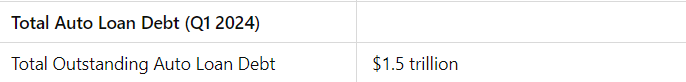 Total Auto Loan Debt (Q1 2024)
Total Outstanding Auto Loan Debt $1.5 trillion